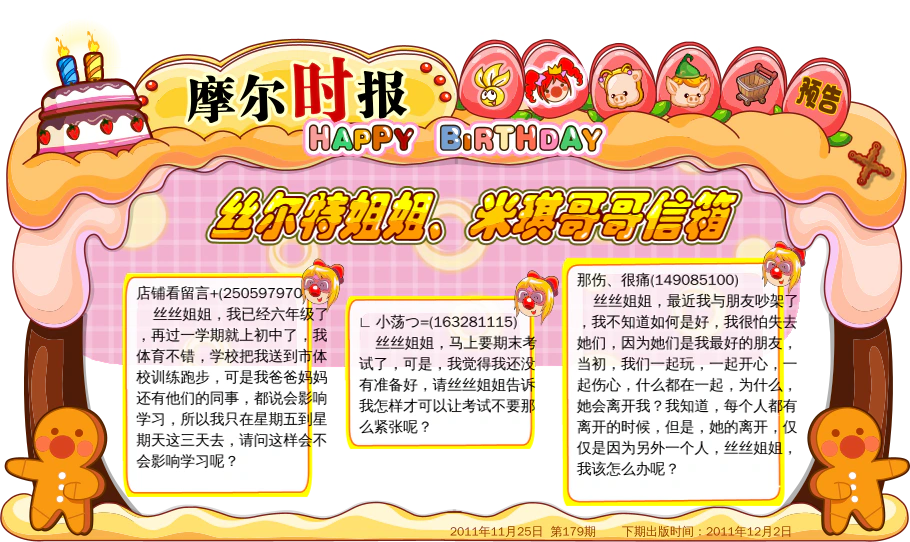 摩尔时报
HAPPY BIRTHDAY
预告
丝尔特姐姐、米琪哥哥信箱
店铺看留言+(250597970
丝丝姐姐，我已经六年级了
，再过一学期就上初中了，我
体育不错，学校把我送到市体
校训练跑步，可是我爸爸妈妈
还有他们的同事，都说会影响
学习，所以我只在星期五到星
期天这三天去，请问这样会不
会影响学习呢？
∟ 小荡つ=(163281115)
丝丝姐姐，马上要期末考
试了，可是，我觉得我还没
有准备好，请丝丝姐姐告诉
我怎样才可以让考试不要那
么紧张呢？
那伤、很痛(149085100)
丝丝姐姐，最近我与朋友吵架了
，我不知道如何是好，我很怕失去
她们，因为她们是我最好的朋友，
当初，我们一起玩，一起开心，一
起伤心，什么都在一起，为什么，
她会离开我？我知道，每个人都有
离开的时候，但是，她的离开，仅
仅是因为另外一个人，丝丝姐姐，
我该怎么办呢？
2011年11月25日 第179期 下期出版时间：2011年12月2日